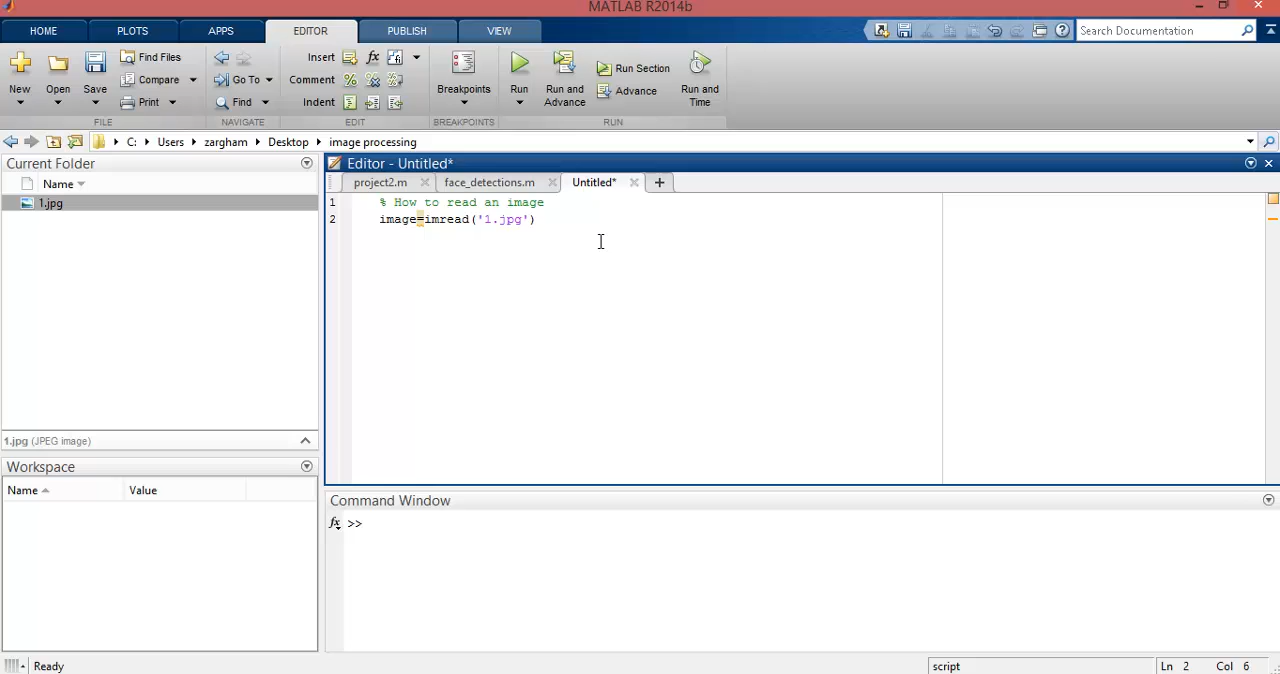 MATLAB R2014b
HOME PLOTS APPS EDITOR PUBLISH VIEW
Search Documentation
New
Open
Save
Find Files
Compare
Print
FILE
Go To
Find
NAVIGATE
Insert fx
Comment
Indent
EDIT
Breakpoints
BREAKPOINTS
Run
Run and Advance
Run Section
Advance
Run and Time
RUN
C: Users zargham Desktop image processing
Current Folder
Name
1.jpg
1.jpg (JPEG image)
Workspace
Name Value
Editor - Untitled*
project2.m face_detections.m Untitled* +
1 % How to read an image
2 image=imread('1.jpg')
Command Window
fx >>
Ready
script
Ln 2 Col 6